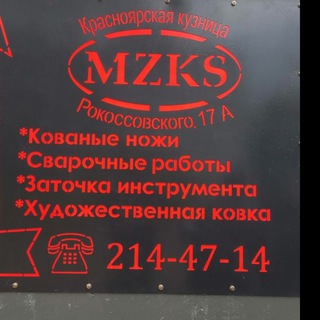 Красноярская кузница
MZKS
Рокоссовского. 17 А
*Кованые ножи
*Сварочные работы
*Заточка инструмента
*Художественная ковка
214-47-14